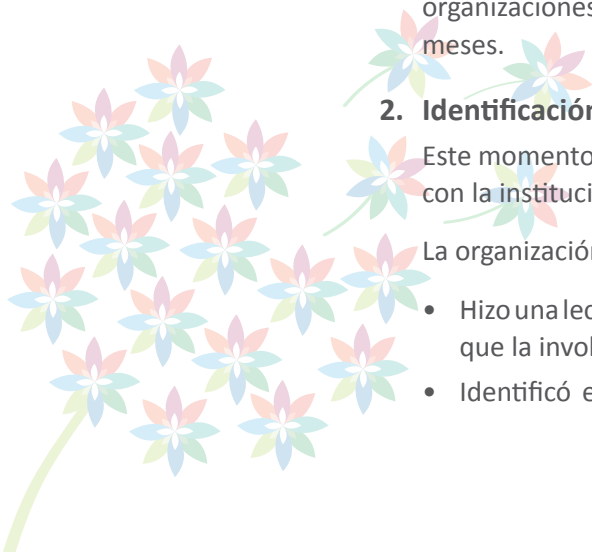 organizaciones
meses.
2. Identificación
Este momento
con la instituci
La organización
• Hizo una lec
que la invol
• Identificó e